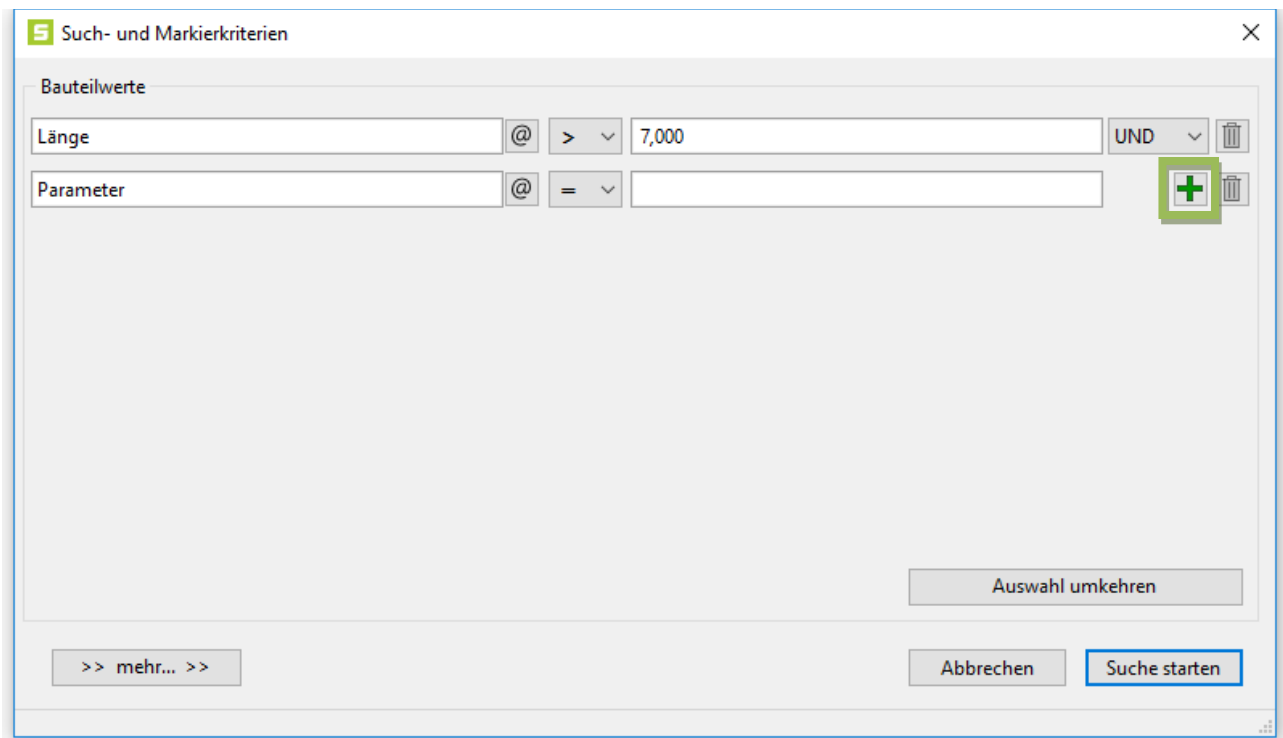 Such- und Markierkriterien
Bauteilwerte
Länge @ > 7,000 UND
Parameter @ =
Auswahl umkehren
>> mehr... >> Abbrechen Suche starten